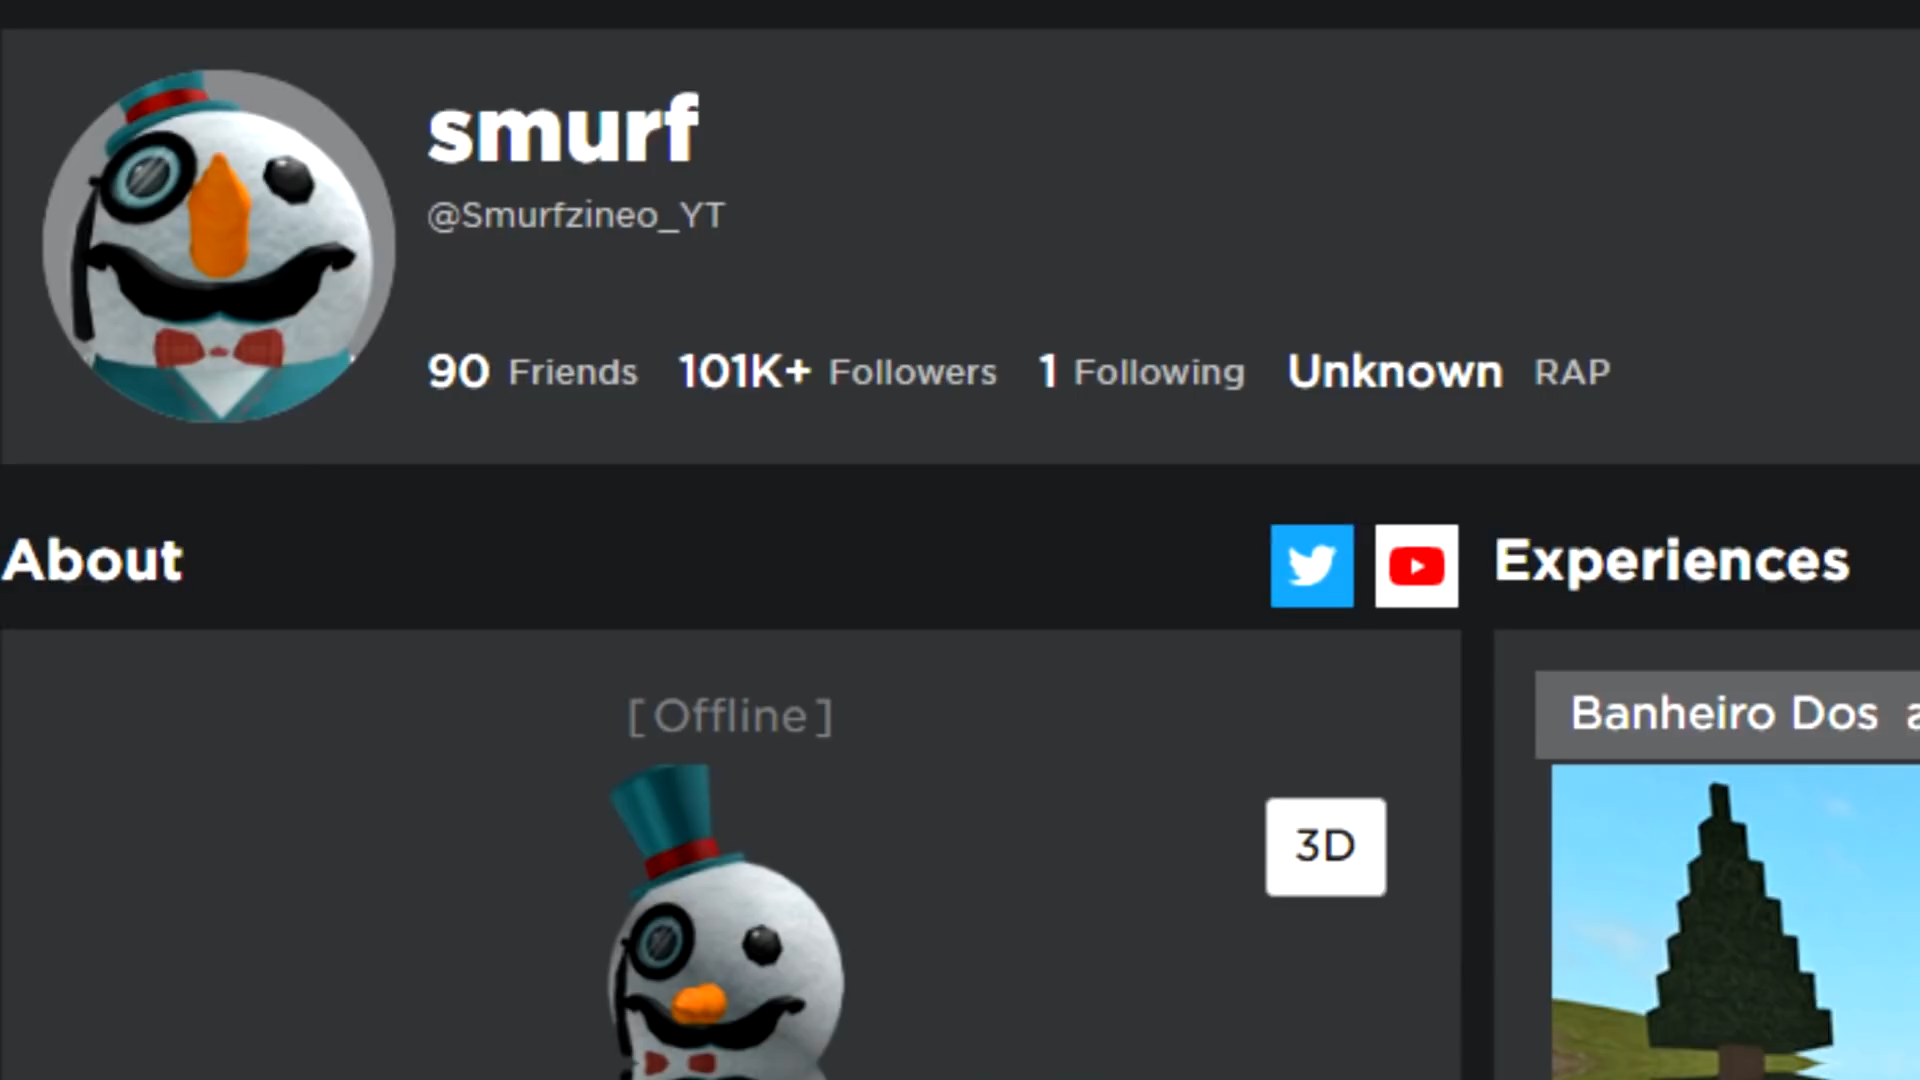 smurf
@Smurfzineo_YT
90 Friends 101K+ Followers 1 Following Unknown RAP
About
Experiences
[ Offline ]
Banheiro Dos
3D